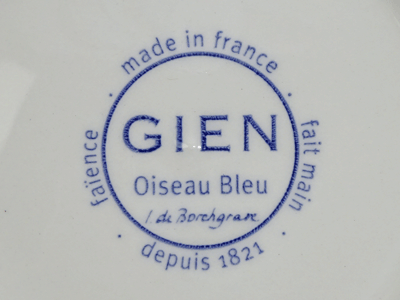 · made in france ·
fait main
· depuis 1821 ·
faïence
GIEN
Oiseau Bleu
I. de Borchgrave